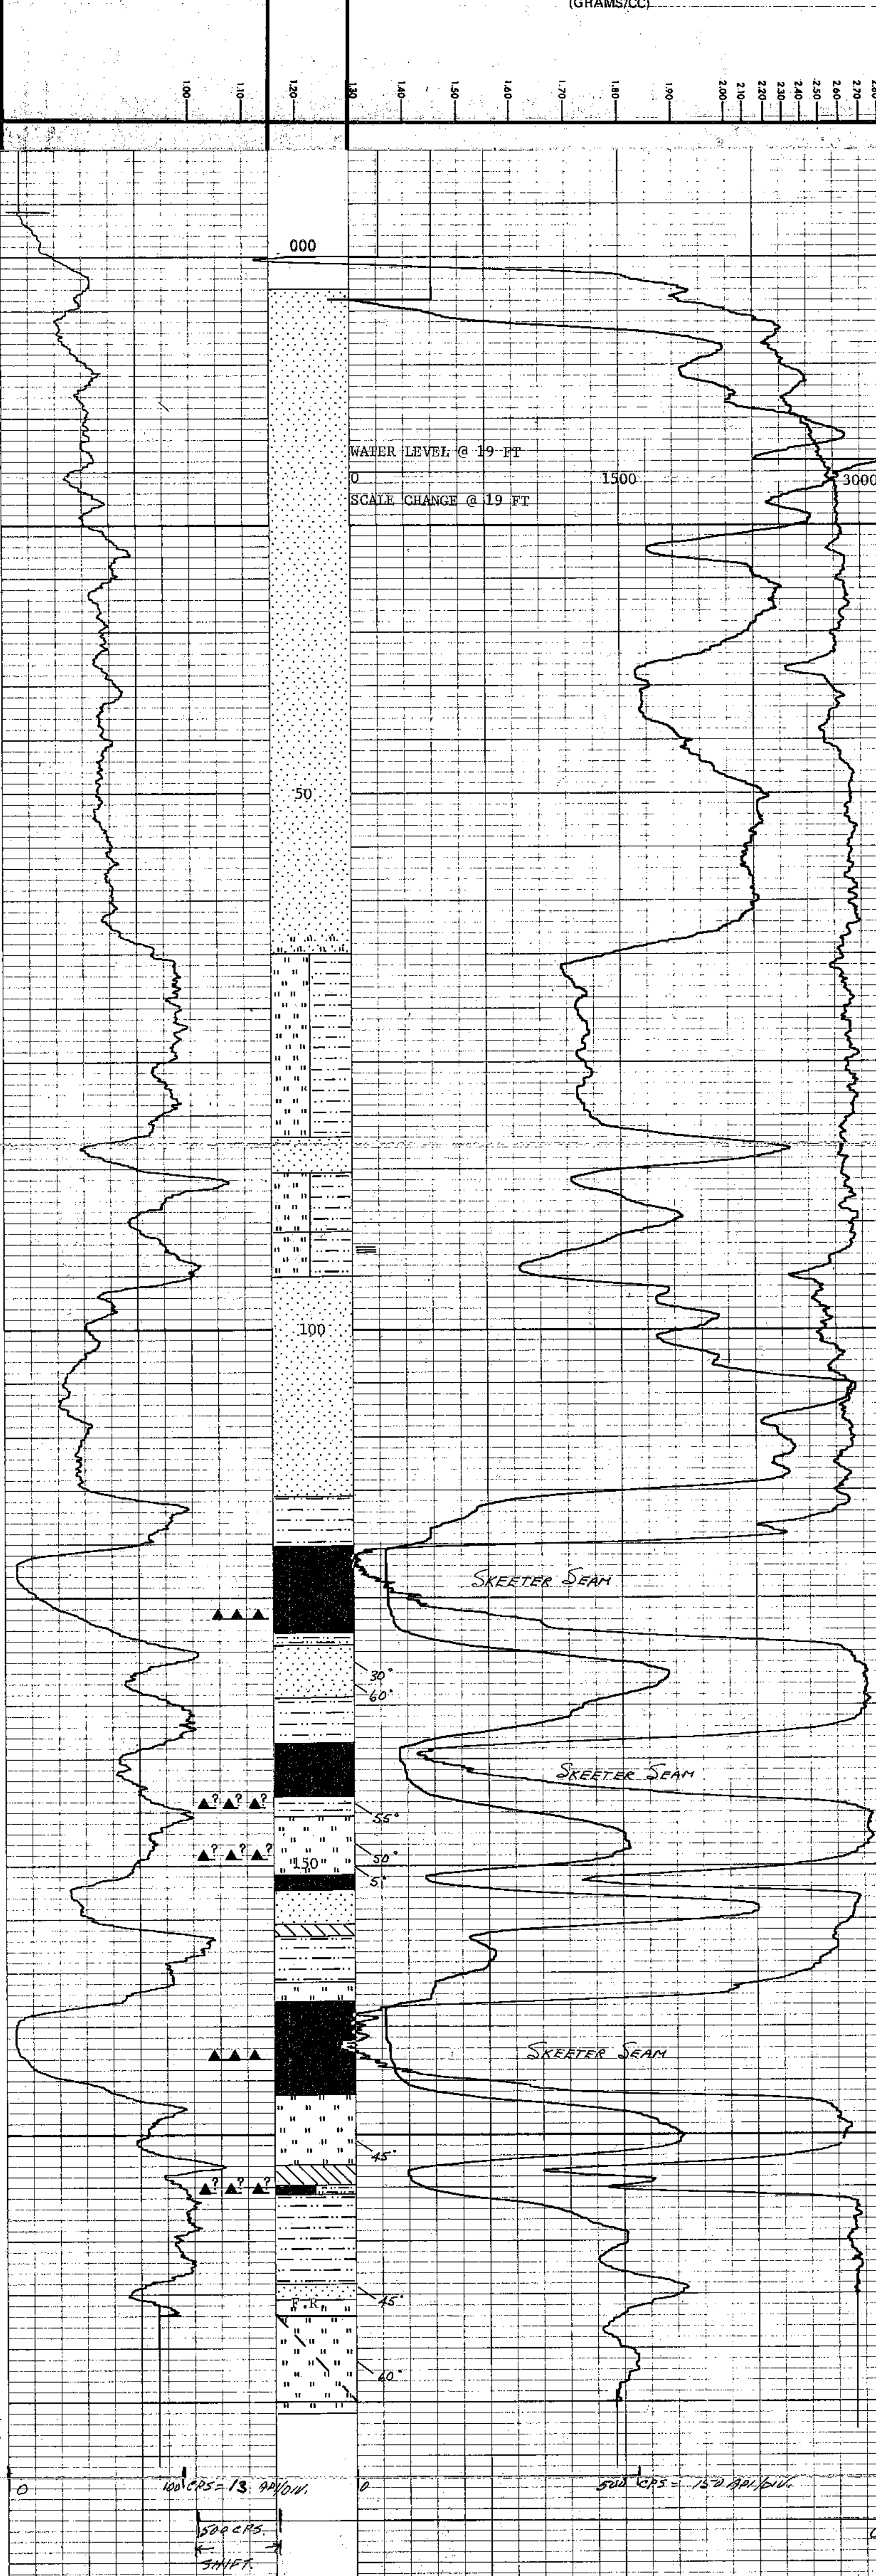 (GRAMS/CC)
1.00 1.10 1.20 1.30 1.40 1.50 1.60 1.70 1.80 1.90 2.00 2.10 2.20 2.30 2.40 2.50 2.60 2.70 2.80
000
WATER LEVEL @ 19 FT
0 1500 3000
SCALE CHANGE @ 19 FT
50
100
SKEETER SEAM
30°
60°
SKEETER SEAM
? ? ?
55°
? ? ?
150
50°
5°
SKEETER SEAM
45°
? ? ?
45°
F.R.
60°
0 100 CPS = 13 API/DIV. 0 500 CPS = 150 API/DIV.
500 CPS.
SHIFT.